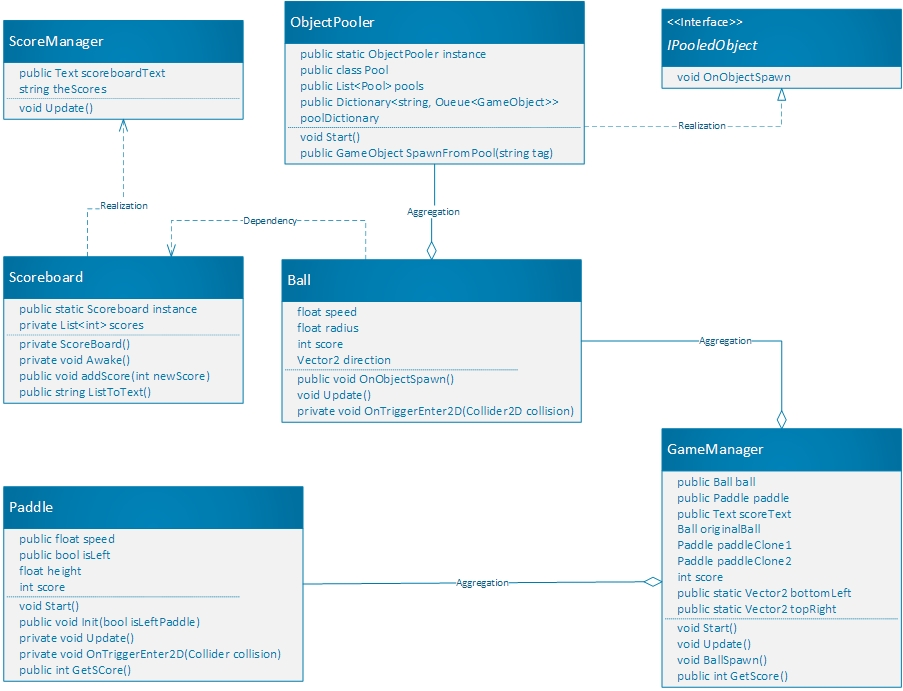 ScoreManager
public Text scoreboardText
string theScores
void Update()
ObjectPooler
public static ObjectPooler instance
public class Pool
public List<Pool> pools
public Dictionary<string, Oueue<GameObject>>
poolDictionary
void Start()
public GameObject SpawnFromPool(string tag)
<<Interface>>
IPooledObject
void OnObjectSpawn
Realization
Realization
Aggregation
Dependency
Scoreboard
public static Scoreboard instance
private List<int> scores
private ScoreBoard()
private void Awake()
public void addScore(int newScore)
public string ListToText()
Ball
float speed
float radius
int score
Vector2 direction
public void OnObjectSpawn()
void Update()
private void OnTriggerEnter2D(Collider2D collision)
Aggregation
GameManager
public Ball ball
public Paddle paddle
public Text scoreText
Ball originalBall
Paddle paddleClone1
Paddle paddleClone2
int score
public static Vector2 bottomLeft
public static Vector2 topRight
void Start()
void Update()
void BallSpawn()
public int GetScore()
Paddle
public float speed
public bool isLeft
float height
int score
void Start()
public void Init(bool isLeftPaddle)
private void Update()
private void OnTriggerEnter2D(Collider collision)
public int GetSCore()
Aggregation